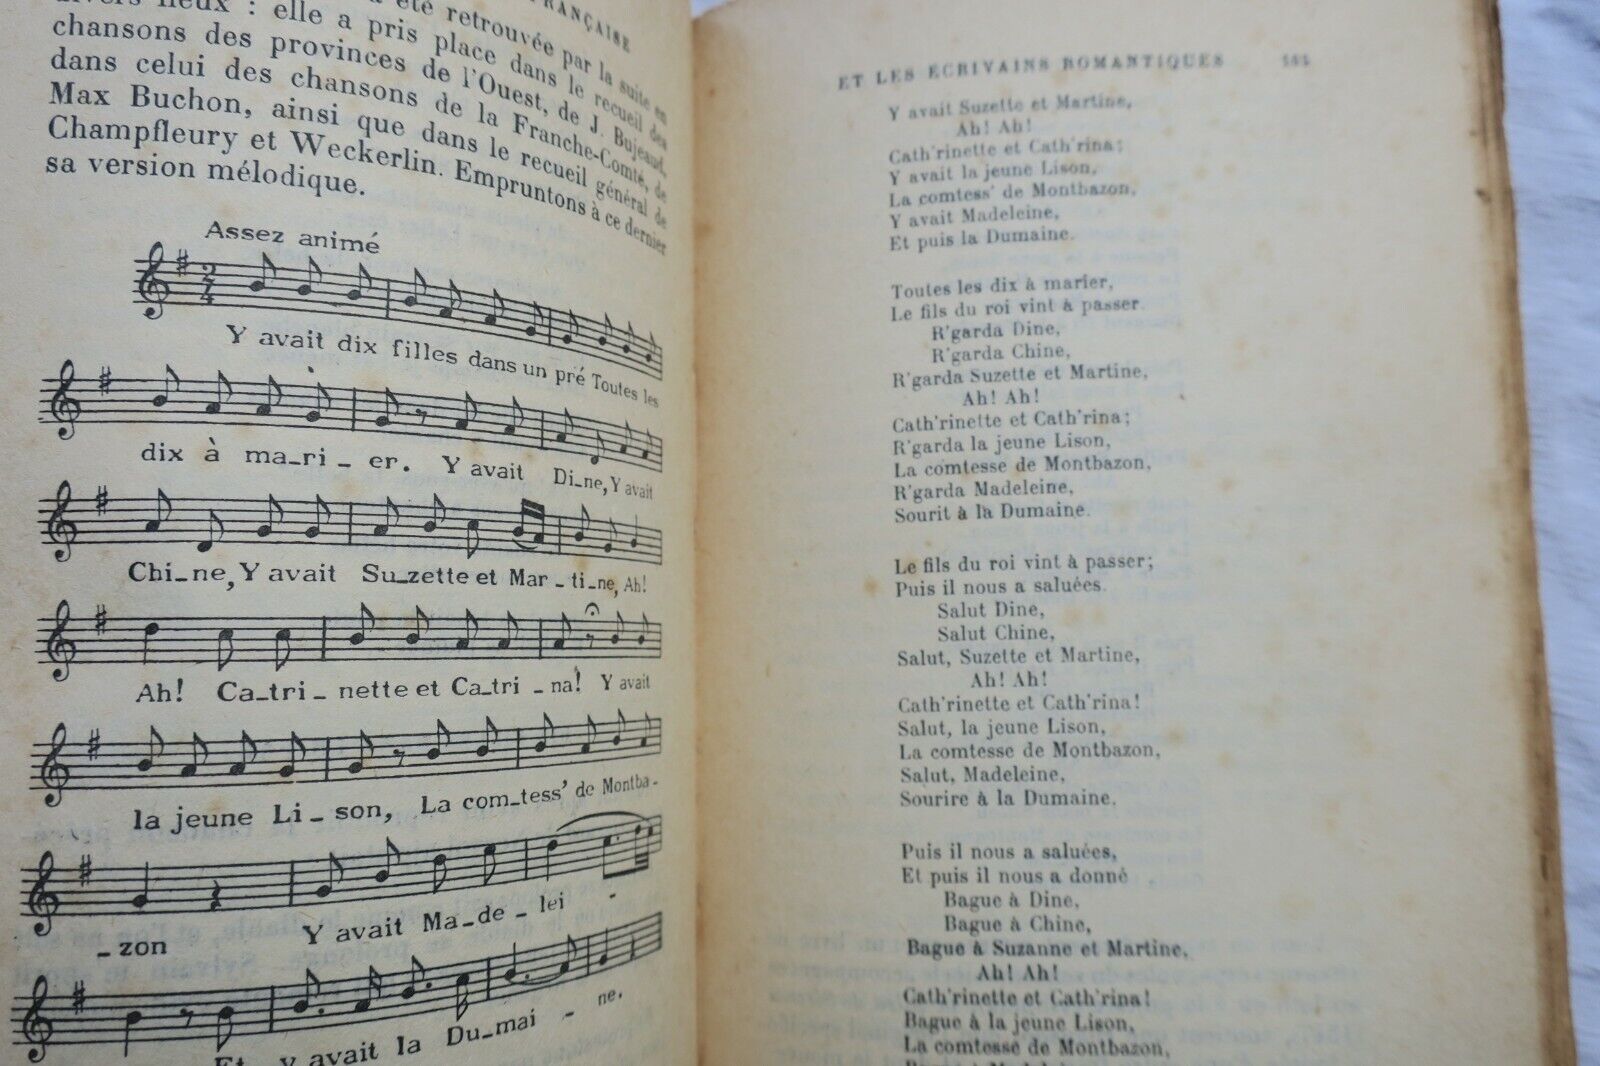 FRANÇAISE
divers lieux : elle a été retrouvée par la suite en
chansons des provinces de l'Ouest, de J. Bujeaud,
dans celui des chansons de la Franche-Comté, de
Max Buchon, ainsi que dans le recueil général de
Champfleury et Weckerlin. Empruntons à ce dernier
sa version mélodique.
Assez animé
2
4
Y avait dix filles dans un pré Toutes les
dix à ma-ri-er. Y avait Di-ne, Y avait
Chi-ne, Y avait Su-zette et Mar-ti-ne, Ah!
Ah! Ca-tri-nette et Ca-tri-na! Y avait
la jeune Li-son, La com-tess' de Montba-
-zon Y avait Ma-de-lei -
Et y avait la Du-mai - ne.
ET LES ÉCRIVAINS ROMANTIQUES
Y avait Suzette et Martine,
Ah! Ah!
Cath'rinette et Cath'rina;
Y avait la jeune Lison,
La comtess' de Montbazon,
Y avait Madeleine,
Et puis la Dumaine.
Toutes les dix à marier,
Le fils du roi vint à passer.
R'garda Dine,
R'garda Chine,
R'garda Suzette et Martine,
Ah! Ah!
Cath'rinette et Cath'rina;
R'garda la jeune Lison,
La comtesse de Montbazon,
R'garda Madeleine,
Sourit à la Dumaine.
Le fils du roi vint à passer;
Puis il nous a saluées.
Salut Dine,
Salut Chine,
Salut, Suzette et Martine,
Ah! Ah!
Cath'rinette et Cath'rina!
Salut, la jeune Lison,
La comtesse de Montbazon,
Salut, Madeleine,
Sourire à la Dumaine.
Puis il nous a saluées,
Et puis il nous a donné
Bague à Dine,
Bague à Chine,
Bague à Suzanne et Martine,
Ah! Ah!
Cath'rinette et Cath'rina!
Bague à la jeune Lison,
La comtesse de Montbazon,